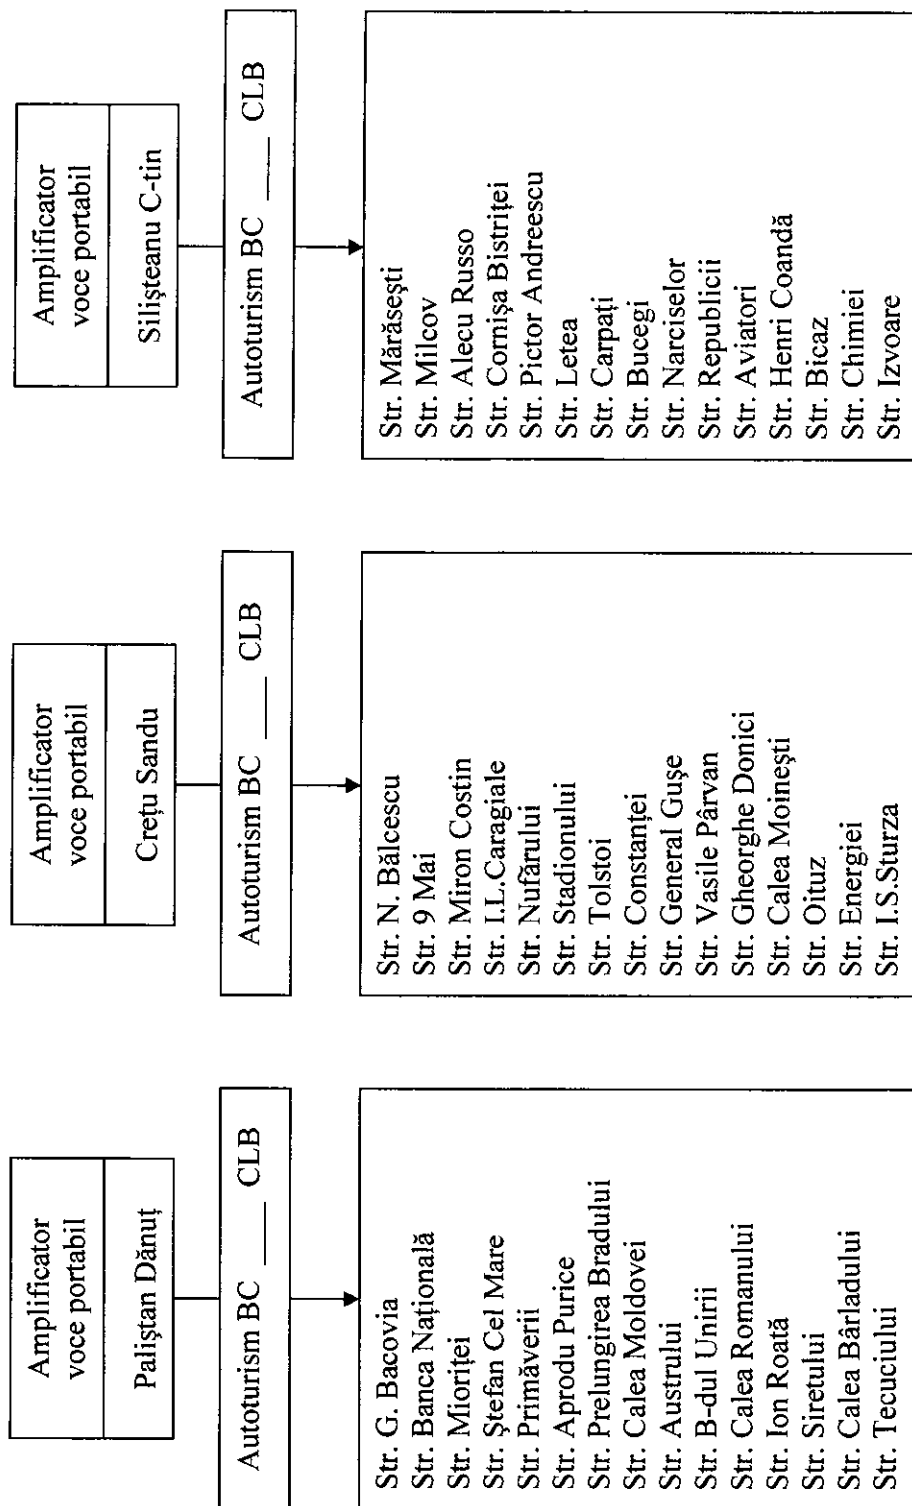 Amplificator
voce portabil
Paliștan Dănuț
Autoturism BC ____ CLB
Str. G. Bacovia
Str. Banca Națională
Str. Mioriței
Str. Ștefan Cel Mare
Str. Primăverii
Str. Aprodu Purice
Str. Prelungirea Bradului
Str. Calea Moldovei
Str. Austrului
Str. B-dul Unirii
Str. Calea Romanului
Str. Ion Roată
Str. Siretului
Str. Calea Bârladului
Str. Tecuciului
Amplificator
voce portabil
Crețu Sandu
Autoturism BC ____ CLB
Str. N. Bălcescu
Str. 9 Mai
Str. Miron Costin
Str. I.L.Caragiale
Str. Nufărului
Str. Stadionului
Str. Tolstoi
Str. Constanței
Str. General Gușe
Str. Vasile Pârvan
Str. Gheorghe Donici
Str. Calea Moinești
Str. Oituz
Str. Energiei
Str. I.S.Sturza
Amplificator
voce portabil
Silișteanu C-tin
Autoturism BC ____ CLB
Str. Mărăsești
Str. Milcov
Str. Alecu Russo
Str. Cornișa Bistriței
Str. Pictor Andreescu
Str. Letea
Str. Carpați
Str. Bucegi
Str. Narciselor
Str. Republicii
Str. Aviatori
Str. Henri Coandă
Str. Bicaz
Str. Chimiei
Str. Izvoare